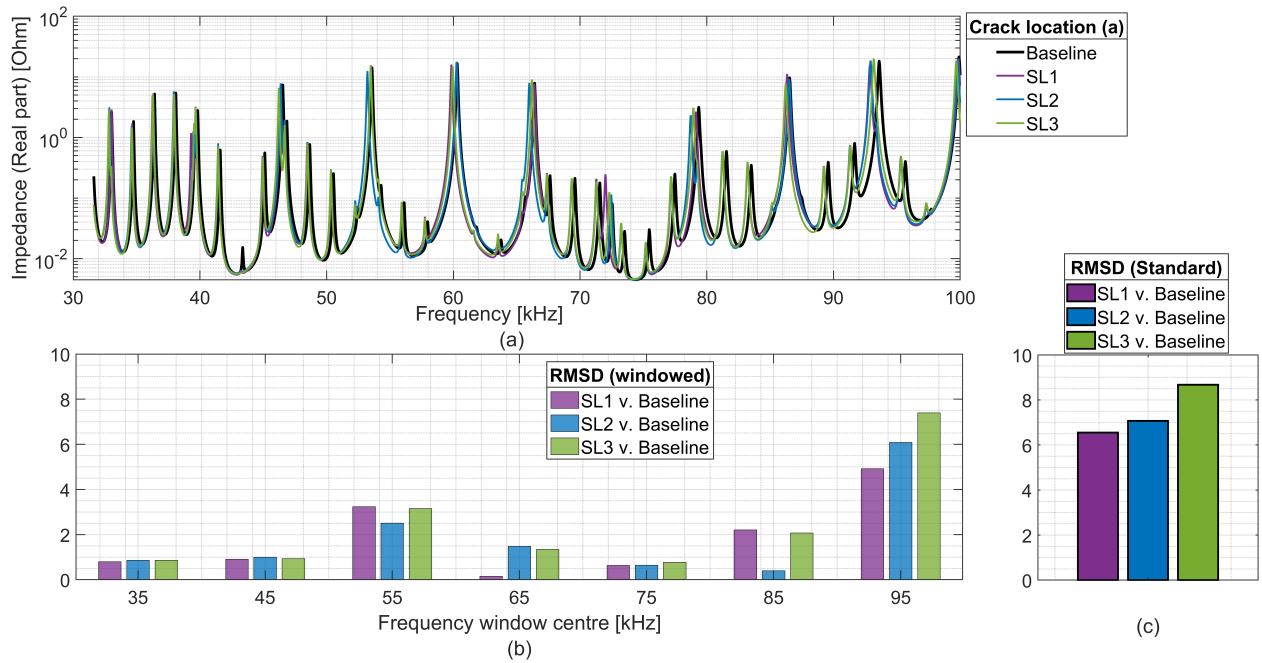 Impedance (Real part) [Ohm]
10^2
10^0
10^-2
30 40 50 60 70 80 90 100
Frequency [kHz]
(a)
Crack location (a)
Baseline
SL1
SL2
SL3
10
8
6
4
2
0
RMSD (windowed)
SL1 v. Baseline
SL2 v. Baseline
SL3 v. Baseline
35 45 55 65 75 85 95
Frequency window centre [kHz]
(b)
RMSD (Standard)
SL1 v. Baseline
SL2 v. Baseline
SL3 v. Baseline
10
8
6
4
2
0
(c)